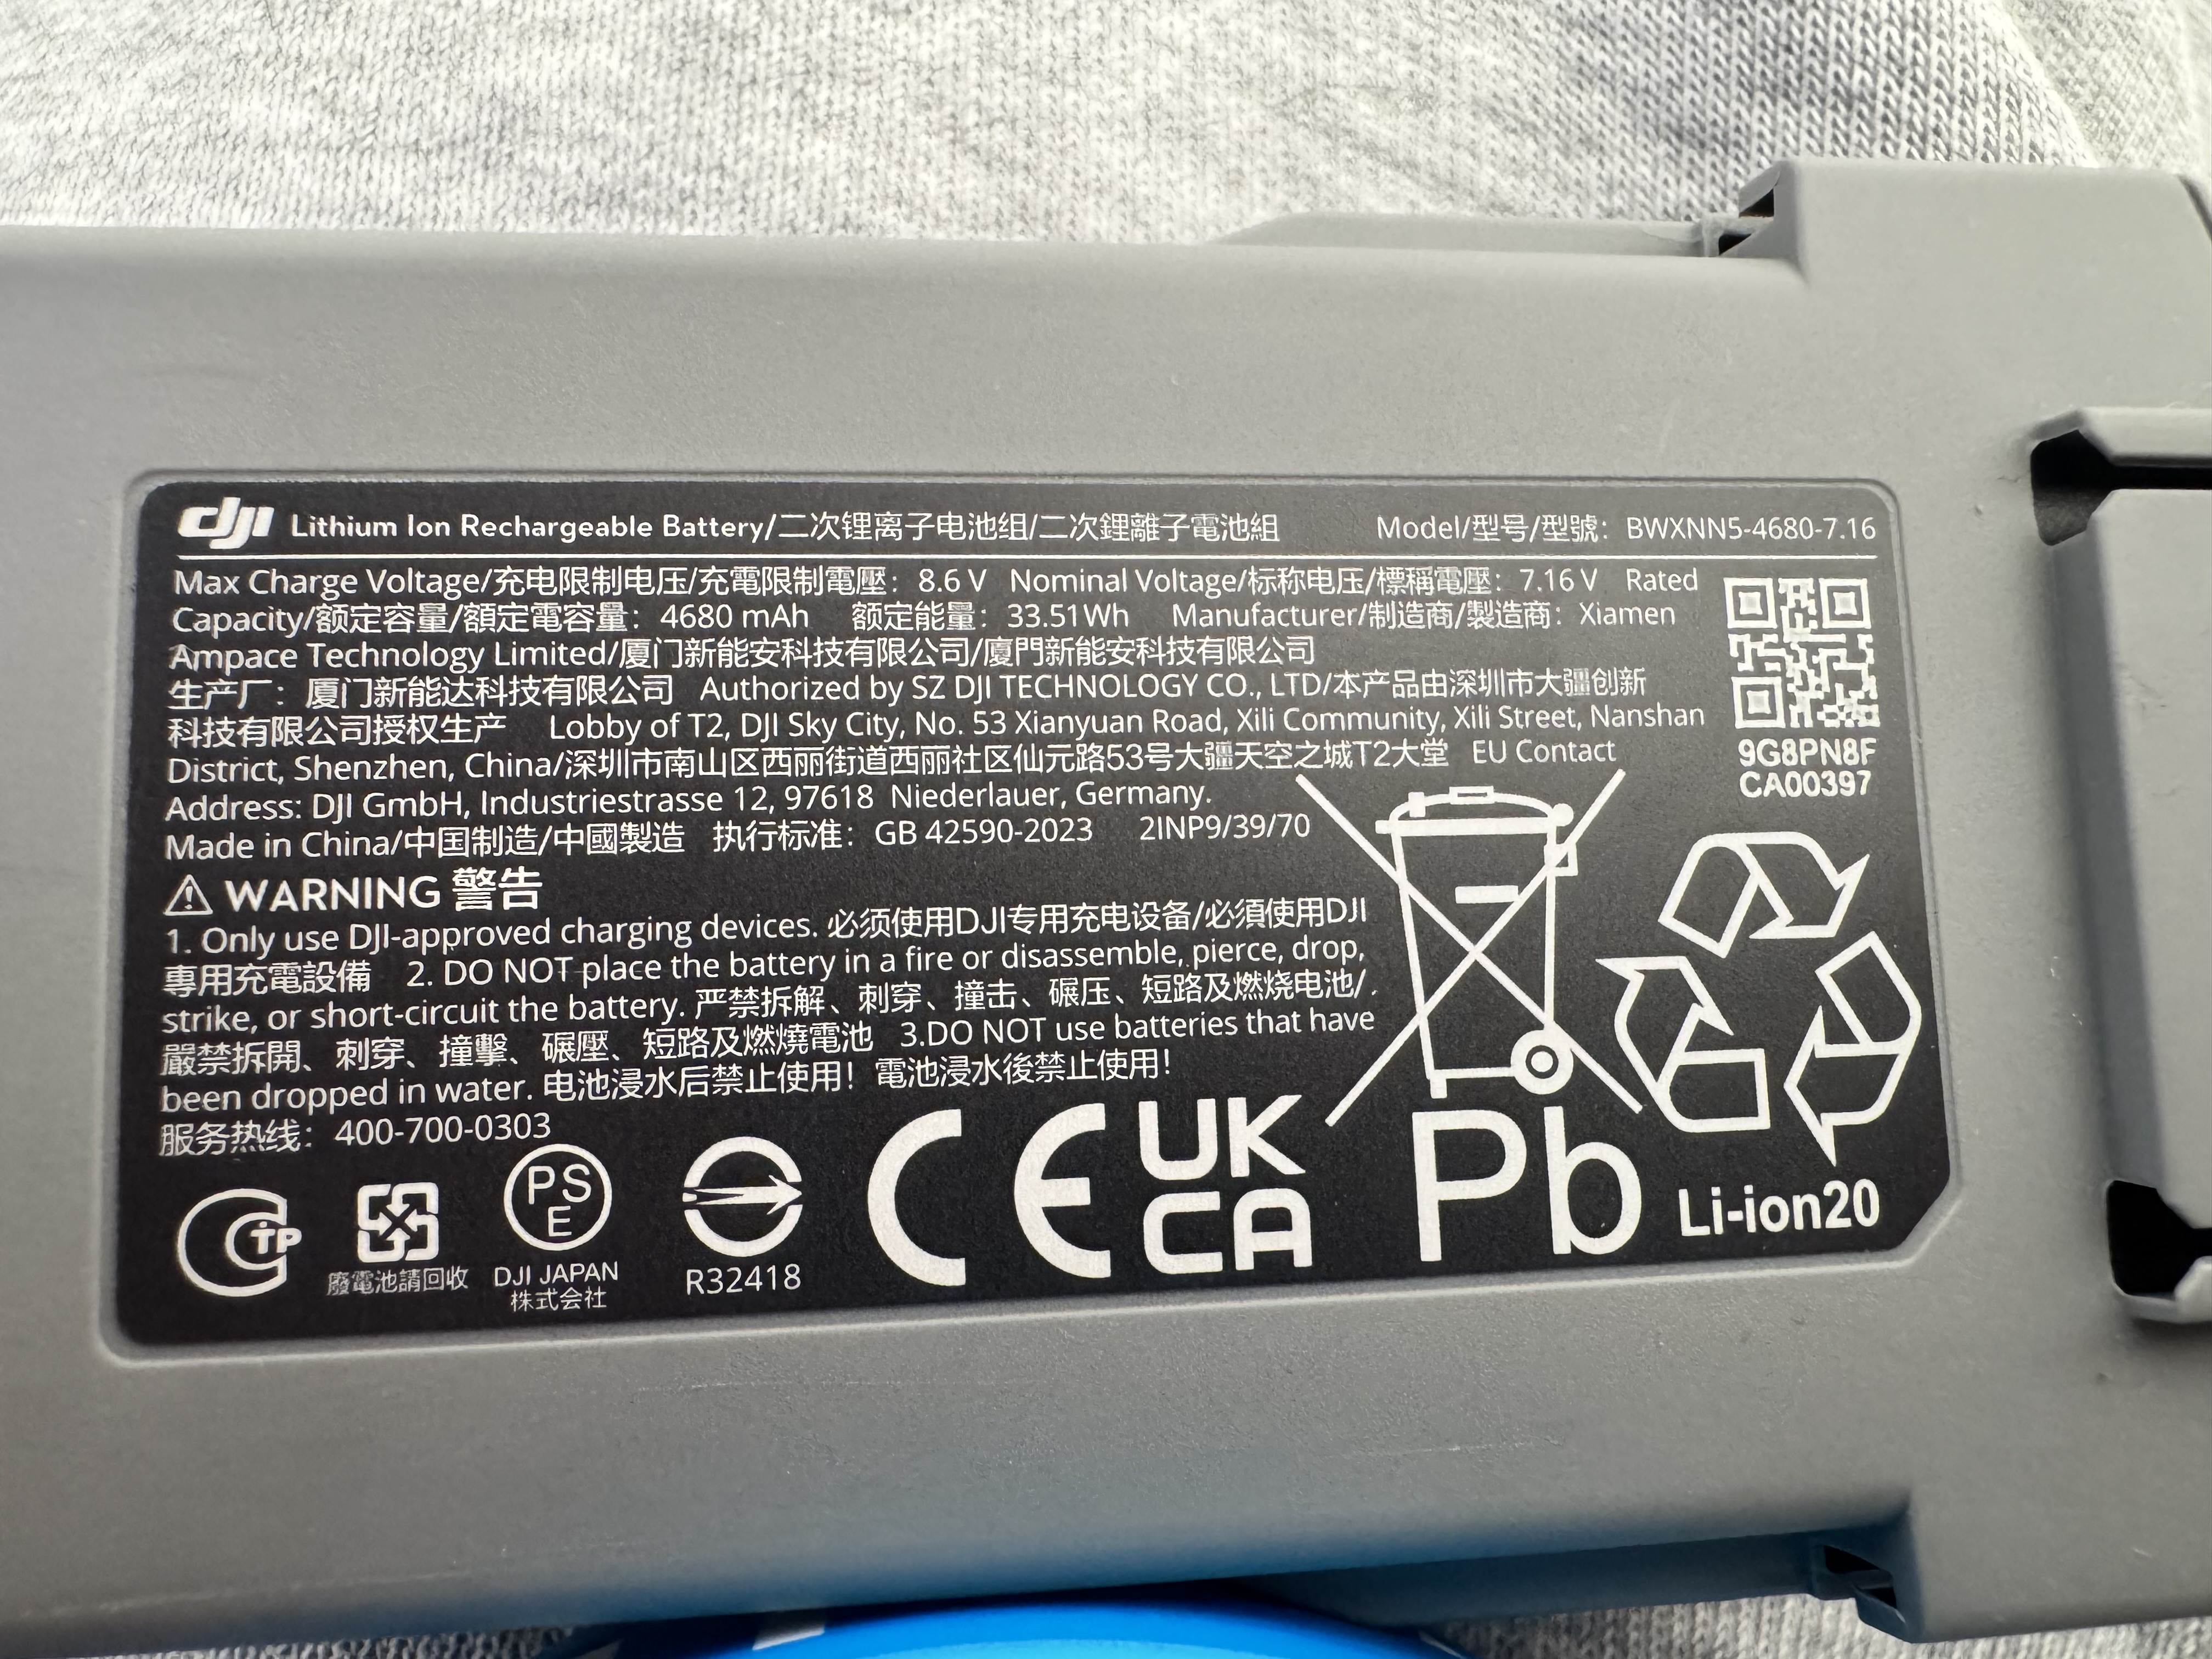 dji Lithium Ion Rechargeable Battery/二次锂离子电池组/二次鋰離子電池組 Model/型号/型號：BWXNN5-4680-7.16
Max Charge Voltage/充电限制电压/充電限制電壓：8.6 V Nominal Voltage/标称电压/標稱電壓：7.16 V Rated
Capacity/额定容量/額定電容量：4680 mAh 额定能量：33.51Wh Manufacturer/制造商/製造商：Xiamen
Ampace Technology Limited/厦门新能安科技有限公司/廈門新能安科技有限公司
生产厂：厦门新能达科技有限公司 Authorized by SZ DJI TECHNOLOGY CO., LTD/本产品由深圳市大疆创新
科技有限公司授权生产 Lobby of T2, DJI Sky City, No. 53 Xianyuan Road, Xili Community, Xili Street, Nanshan
District, Shenzhen, China/深圳市南山区西丽街道西丽社区仙元路53号大疆天空之城T2大堂 EU Contact
Address: DJI GmbH, Industriestrasse 12, 97618 Niederlauer, Germany.
Made in China/中国制造/中國製造 执行标准：GB 42590-2023 2INP9/39/70
9G8PN8F
CA00397
WARNING 警告
1. Only use DJI-approved charging devices. 必须使用DJI专用充电设备/必須使用DJI
專用充電設備 2. DO NOT place the battery in a fire or disassemble, pierce, drop,
strike, or short-circuit the battery. 严禁拆解、刺穿、撞击、碾压、短路及燃烧电池/
嚴禁拆開、刺穿、撞擊、碾壓、短路及燃燒電池 3.DO NOT use batteries that have
been dropped in water. 电池浸水后禁止使用！電池浸水後禁止使用！
服务热线：400-700-0303
CTP
廢電池請回收
PS
E
DJI JAPAN
株式会社
R32418
CE
UK
CA
Pb
Li-ion20